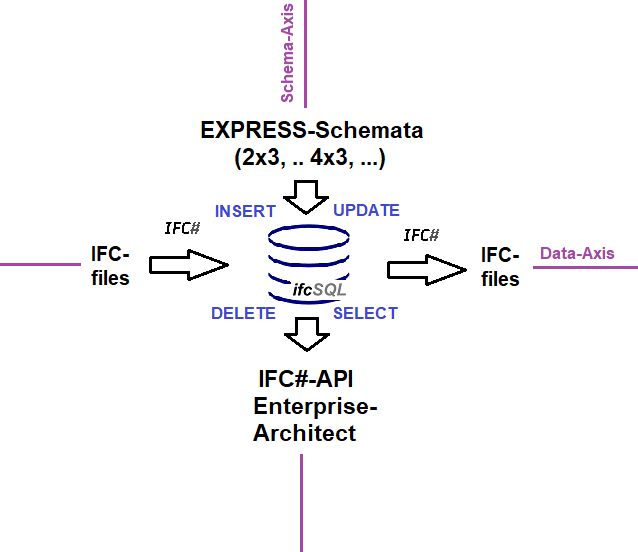 Schema-Axis
EXPRESS-Schemata
(2x3, .. 4x3, ...)
INSERT
UPDATE
IFC#
IFC#
IFC-
files
IFC-
files
Data-Axis
ifcSQL
DELETE
SELECT
IFC#-API
Enterprise-
Architect